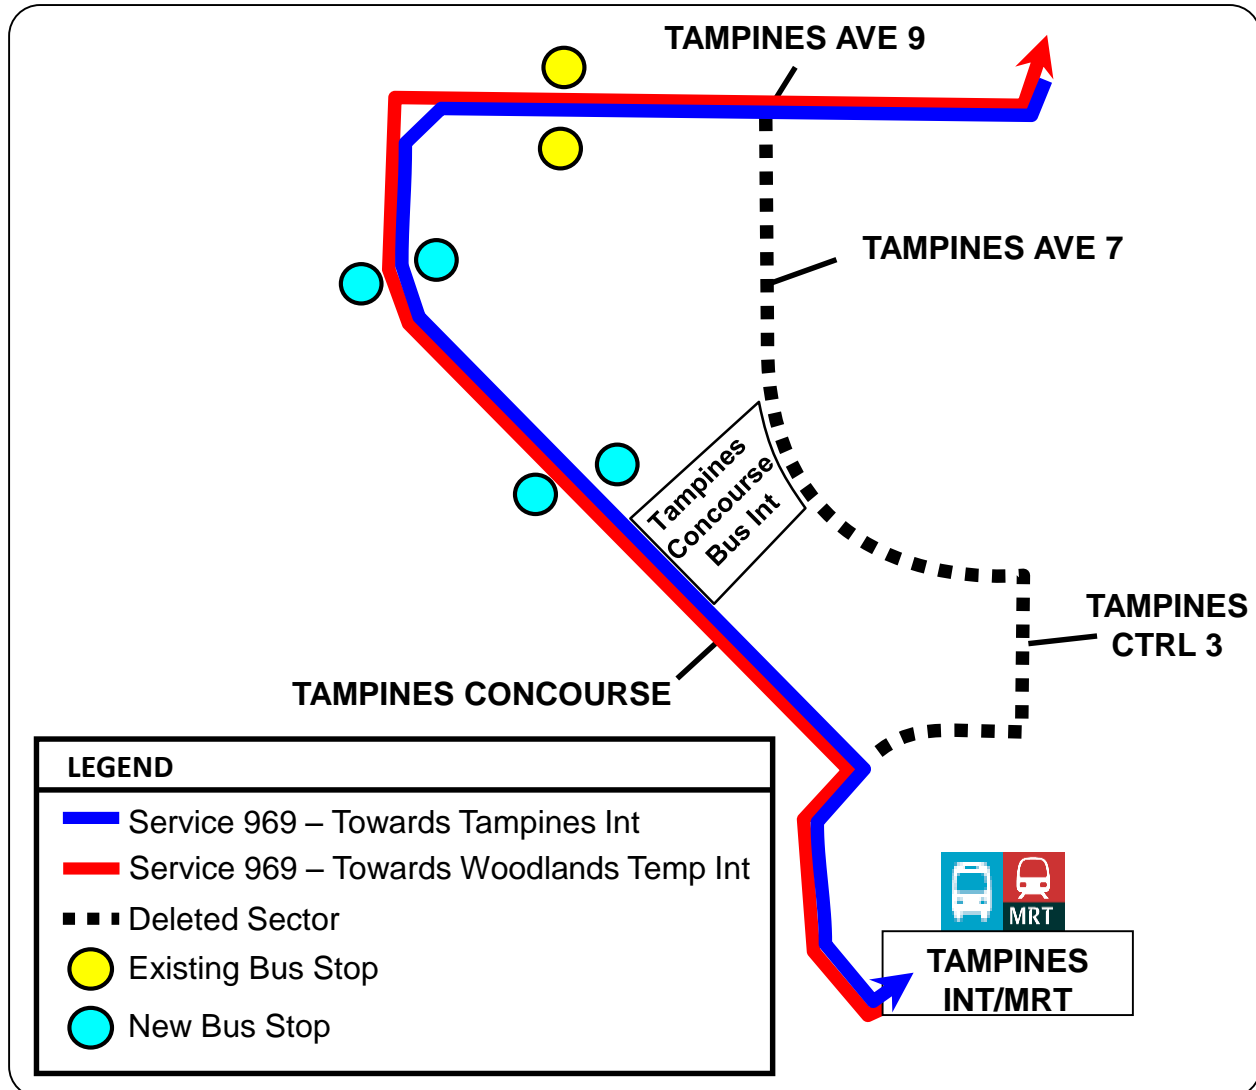 TAMPINES AVE 9
TAMPINES AVE 7
Tampines
Concourse
Bus Int
TAMPINES
CTRL 3
TAMPINES CONCOURSE
LEGEND
Service 969 – Towards Tampines Int
Service 969 – Towards Woodlands Temp Int
Deleted Sector
Existing Bus Stop
New Bus Stop
MRT
TAMPINES
INT/MRT